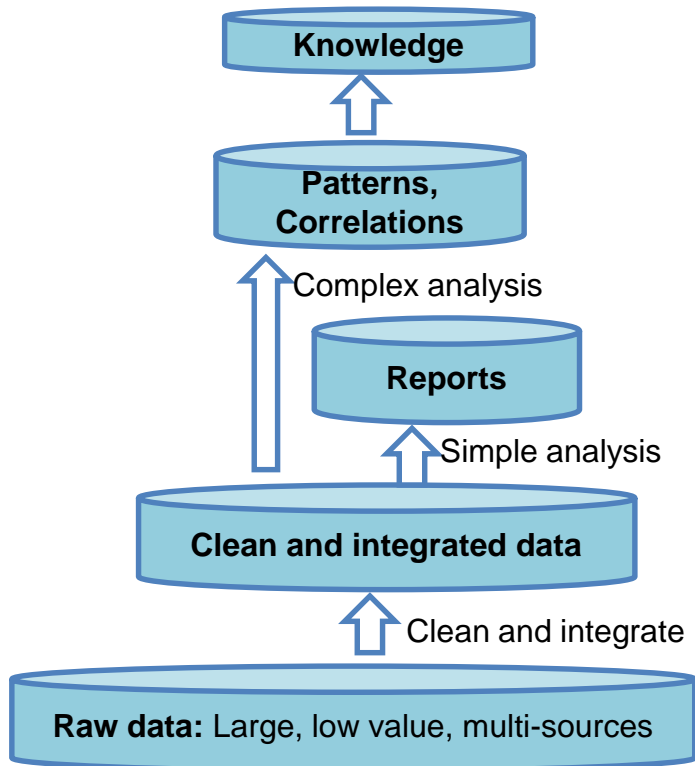 Knowledge
Patterns,
Correlations
Complex analysis
Reports
Simple analysis
Clean and integrated data
Clean and integrate
Raw data: Large, low value, multi-sources